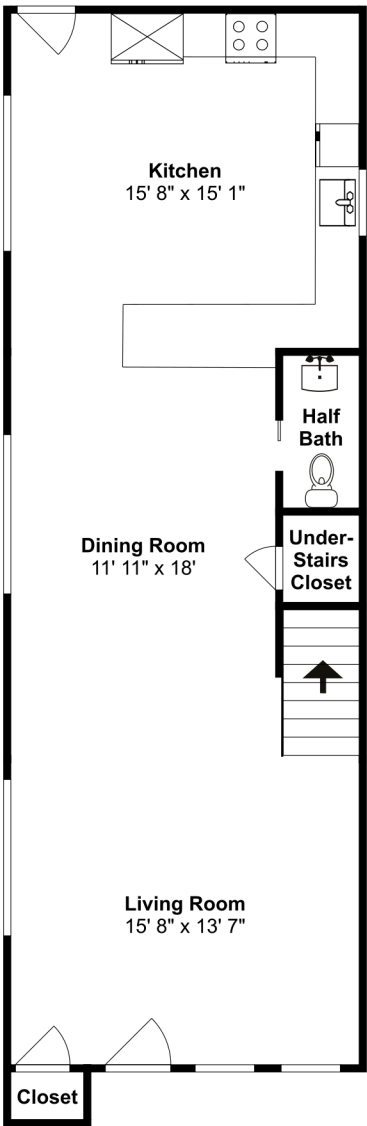 Kitchen
15' 8" x 15' 1"
Half
Bath
Dining Room
11' 11" x 18'
Under-
Stairs
Closet
Living Room
15' 8" x 13' 7"
Closet